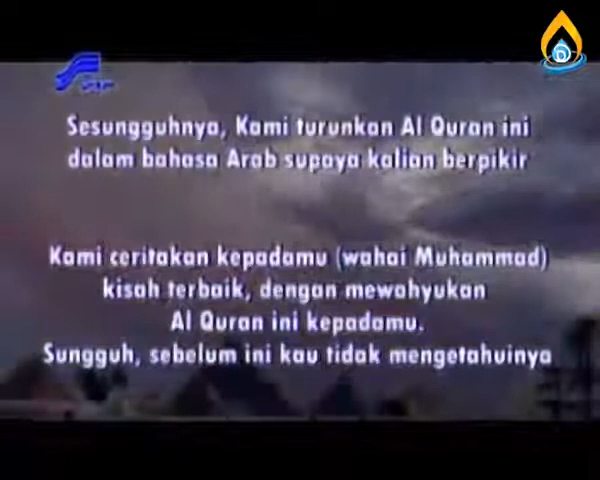 Sesungguhnya, Kami turunkan Al Quran ini
dalam bahasa Arab supaya kalian berpikir
Kami ceritakan kepadamu (wahai Muhammad)
kisah terbaik, dengan mewahyukan
Al Quran ini kepadamu.
Sungguh, sebelum ini kau tidak mengetahuinya